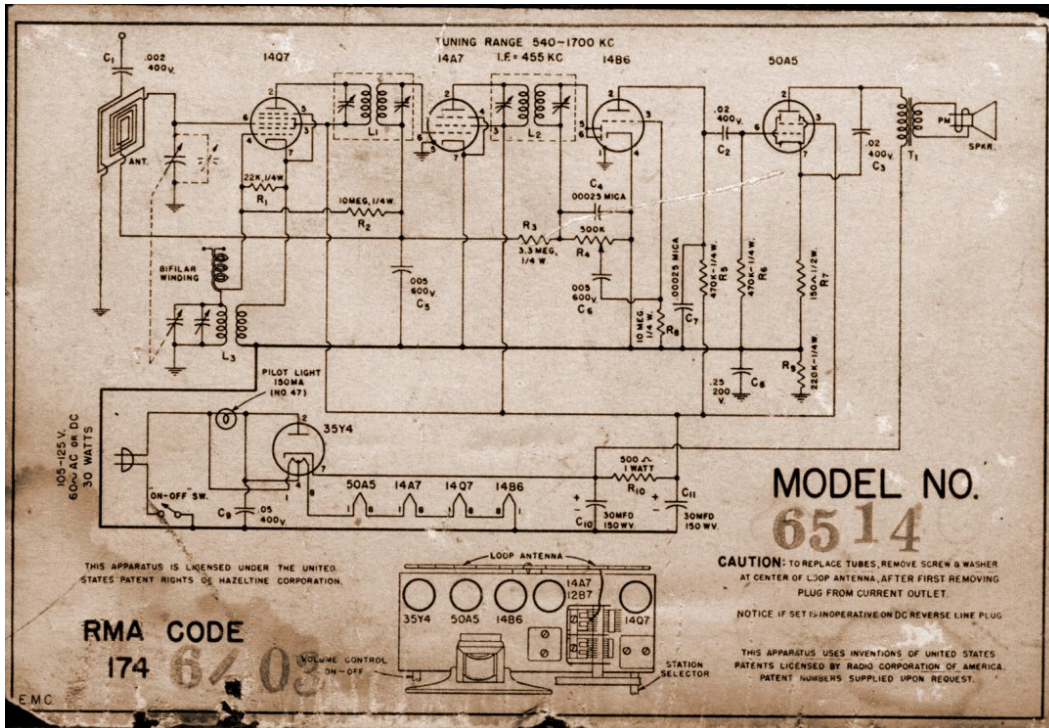 TUNING RANGE 540-1700 KC
I.F. = 455 KC
14Q7
14A7
14B6
50A5
C1
.002
400V.
ANT.
L1
L2
22K, 1/4W.
R1
10MEG, 1/4W.
R2
C4
.00025 MICA
R3
3.3 MEG,
1/4 W.
500K
R4
.005
600V.
C5
.005
600V.
C6
10 MEG.
1/4 W.
R8
.00025 MICA
C7
470K-1/4W.
R5
.02
400V.
C2
470K-1/4W.
R6
150Ω 1/2W.
R7
.02
400V.
C3
T1
PM
SPKR.
BIFILAR
WINDING
L3
.25
200
V.
C8
R9
220K-1/4W.
PILOT LIGHT
150MA
(NO. 47)
35Y4
105-125 V.
60~ AC OR DC
30 WATTS
"ON-OFF" SW.
C9
.05
400V.
50A5 14A7 14Q7 14B6
500 Ω
1 WATT
R10
C10
30MFD
150 WV.
C11
30MFD
150 WV.
MODEL NO.
6514
THIS APPARATUS IS LICENSED UNDER THE UNITED
STATES PATENT RIGHTS OF HAZELTINE CORPORATION.
RMA CODE
174
VOLUME CONTROL
ON-OFF
LOOP ANTENNA
35Y4
50A5
14B6
14A7
12B7
14Q7
STATION
SELECTOR
CAUTION: TO REPLACE TUBES, REMOVE SCREW & WASHER
AT CENTER OF LOOP ANTENNA, AFTER FIRST REMOVING
PLUG FROM CURRENT OUTLET.
NOTICE IF SET IS INOPERATIVE ON DC REVERSE LINE PLUG
THIS APPARATUS USES INVENTIONS OF UNITED STATES
PATENTS LICENSED BY RADIO CORPORATION OF AMERICA.
PATENT NUMBERS SUPPLIED UPON REQUEST.
E.M.C.